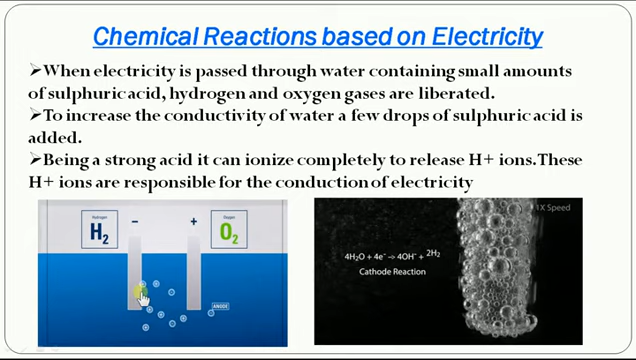 Chemical Reactions based on Electricity
➢When electricity is passed through water containing small amounts
of sulphuric acid, hydrogen and oxygen gases are liberated.
➢To increase the conductivity of water a few drops of sulphuric acid is
added.
➢Being a strong acid it can ionize completely to release H+ ions. These
H+ ions are responsible for the conduction of electricity
Hydrogen
H2
−
+
Oxygen
O2
ANODE
1X Speed
4H2O + 4e⁻ → 4OH⁻ + 2H2
Cathode Reaction